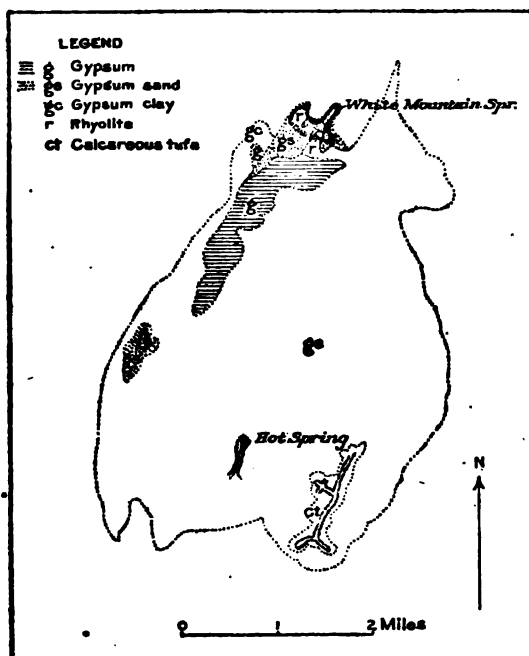 LEGEND
g Gypsum
gs Gypsum sand
gc Gypsum clay
r Rhyolite
ct Calcareous tufa
White Mountain Spr.
r
gc
gs
r
g
gs
Hot Spring
Ct
N
0 1 2 Miles